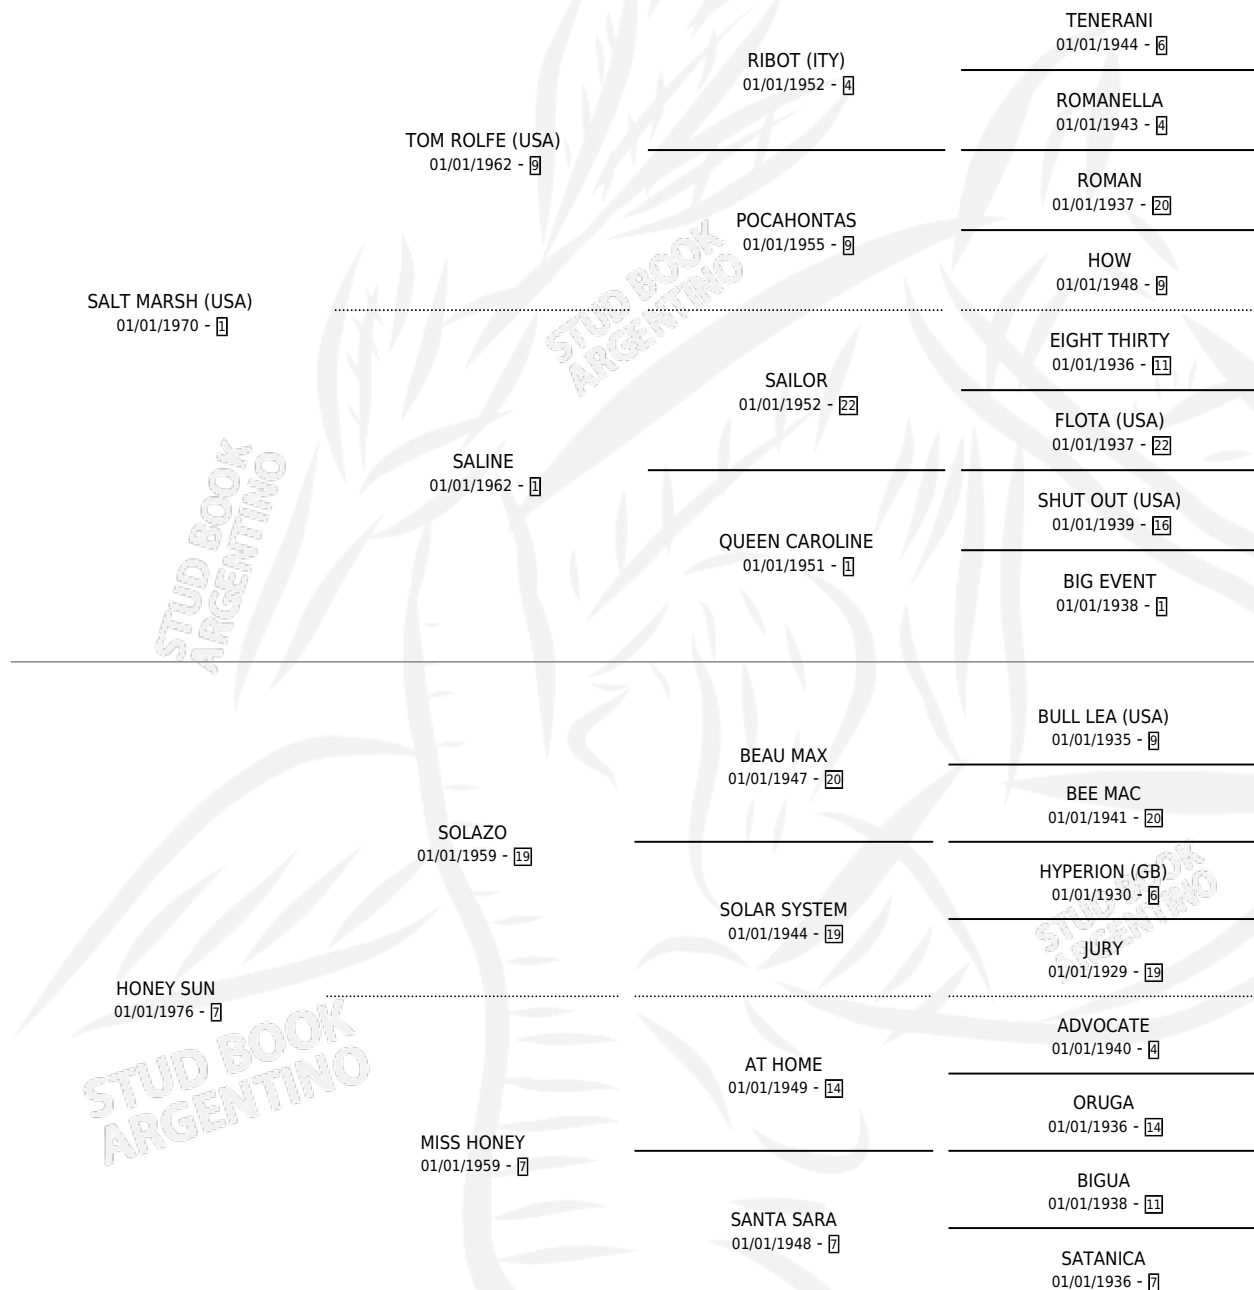 TENERANI
01/01/1944 - 6
RIBOT (ITY)
01/01/1952 - 4
ROMANELLA
01/01/1943 - 4
TOM ROLFE (USA)
01/01/1962 - 9
ROMAN
01/01/1937 - 20
POCAHONTAS
01/01/1955 - 9
HOW
01/01/1948 - 9
SALT MARSH (USA)
01/01/1970 - 1
EIGHT THIRTY
01/01/1936 - 11
SAILOR
01/01/1952 - 22
FLOTA (USA)
01/01/1937 - 22
SALINE
01/01/1962 - 1
SHUT OUT (USA)
01/01/1939 - 16
QUEEN CAROLINE
01/01/1951 - 1
BIG EVENT
01/01/1938 - 1
STUD BOOK
ARGENTINO
STUD BOOK
ARGENTINO
BULL LEA (USA)
01/01/1935 - 9
BEAU MAX
01/01/1947 - 20
BEE MAC
01/01/1941 - 20
SOLAZO
01/01/1959 - 19
HYPERION (GB)
01/01/1930 - 6
SOLAR SYSTEM
01/01/1944 - 19
JURY
01/01/1929 - 19
HONEY SUN
01/01/1976 - 7
ADVOCATE
01/01/1940 - 4
AT HOME
01/01/1949 - 14
ORUGA
01/01/1936 - 14
MISS HONEY
01/01/1959 - 7
BIGUA
01/01/1938 - 11
SANTA SARA
01/01/1948 - 7
SATANICA
01/01/1936 - 7
STUD BOOK
ARGENTINO
STUD BOOK
ARGENTINO